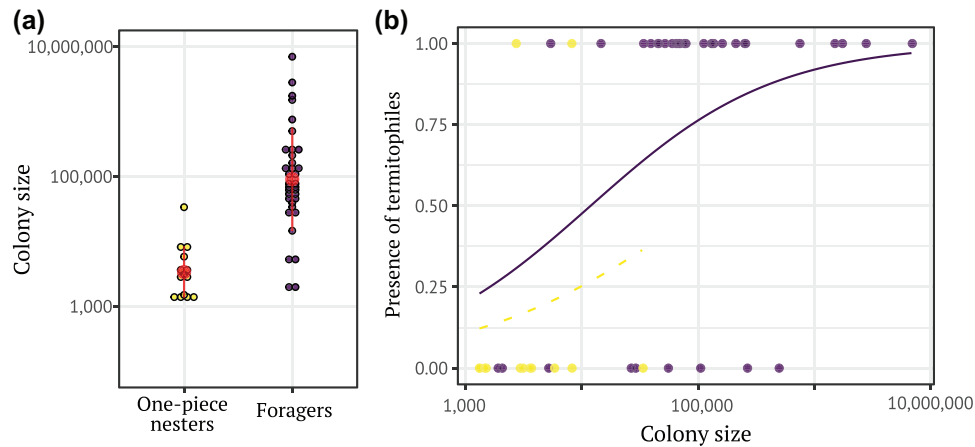 (a)
10,000,000
100,000
1,000
Colony size
One-piece
nesters
Foragers
(b)
1.00
0.75
0.50
0.25
0.00
Presence of termitophiles
1,000
100,000
10,000,000
Colony size